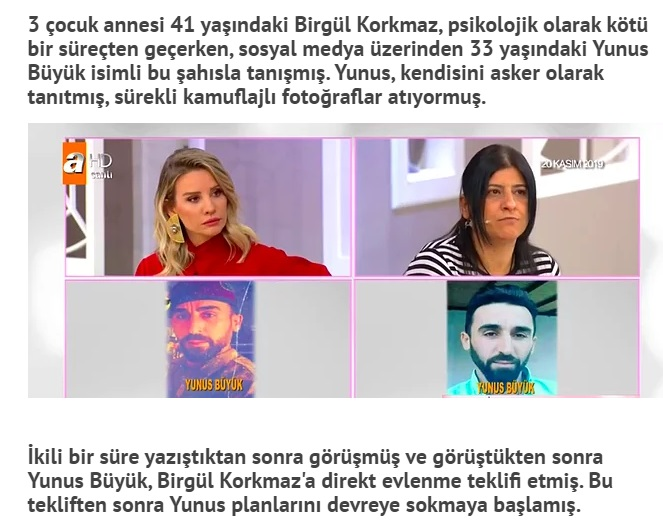 3 çocuk annesi 41 yaşındaki Birgül Korkmaz, psikolojik olarak kötü
bir süreçten geçerken, sosyal medya üzerinden 33 yaşındaki Yunus
Büyük isimli bu şahısla tanışmış. Yunus, kendisini asker olarak
tanıtmış, sürekli kamuflajlı fotoğraflar atıyormuş.
a HD
canlı
20 KASIM 2019
YUNUS BÜYÜK
YUNUS BÜYÜK
İkili bir süre yazıştıktan sonra görüşmüş ve görüştükten sonra
Yunus Büyük, Birgül Korkmaz'a direkt evlenme teklifi etmiş. Bu
tekliften sonra Yunus planlarını devreye sokmaya başlamış.